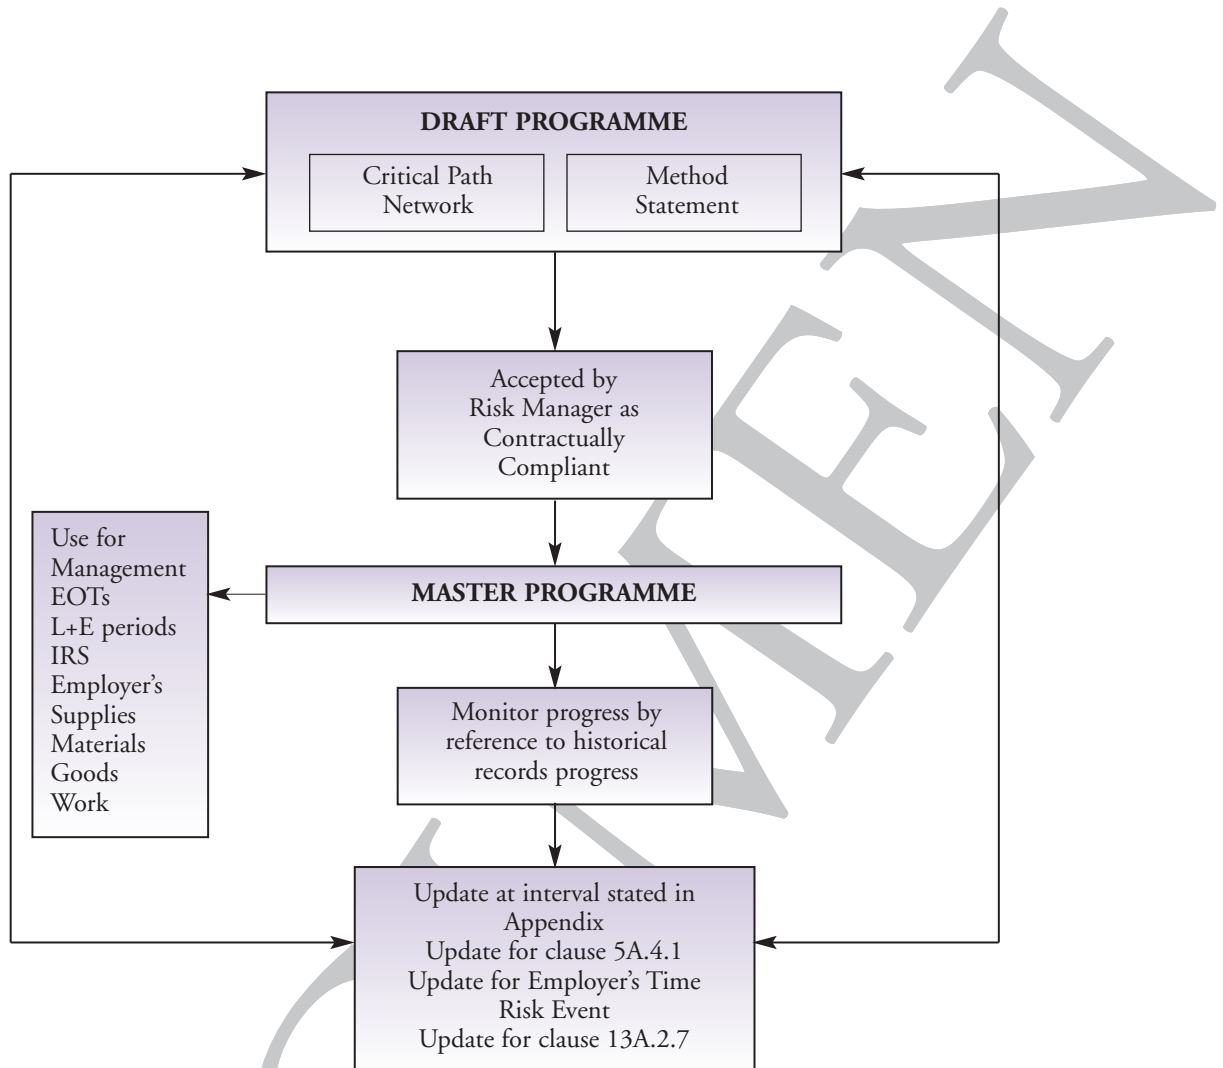 DRAFT PROGRAMME
Critical Path
Network
Method
Statement
Accepted by
Risk Manager as
Contractually
Compliant
Use for
Management
EOTs
L+E periods
IRS
Employer’s
Supplies
Materials
Goods
Work
MASTER PROGRAMME
Monitor progress by
reference to historical
records progress
Update at interval stated in
Appendix
Update for clause 5A.4.1
Update for Employer’s Time
Risk Event
Update for clause 13A.2.7